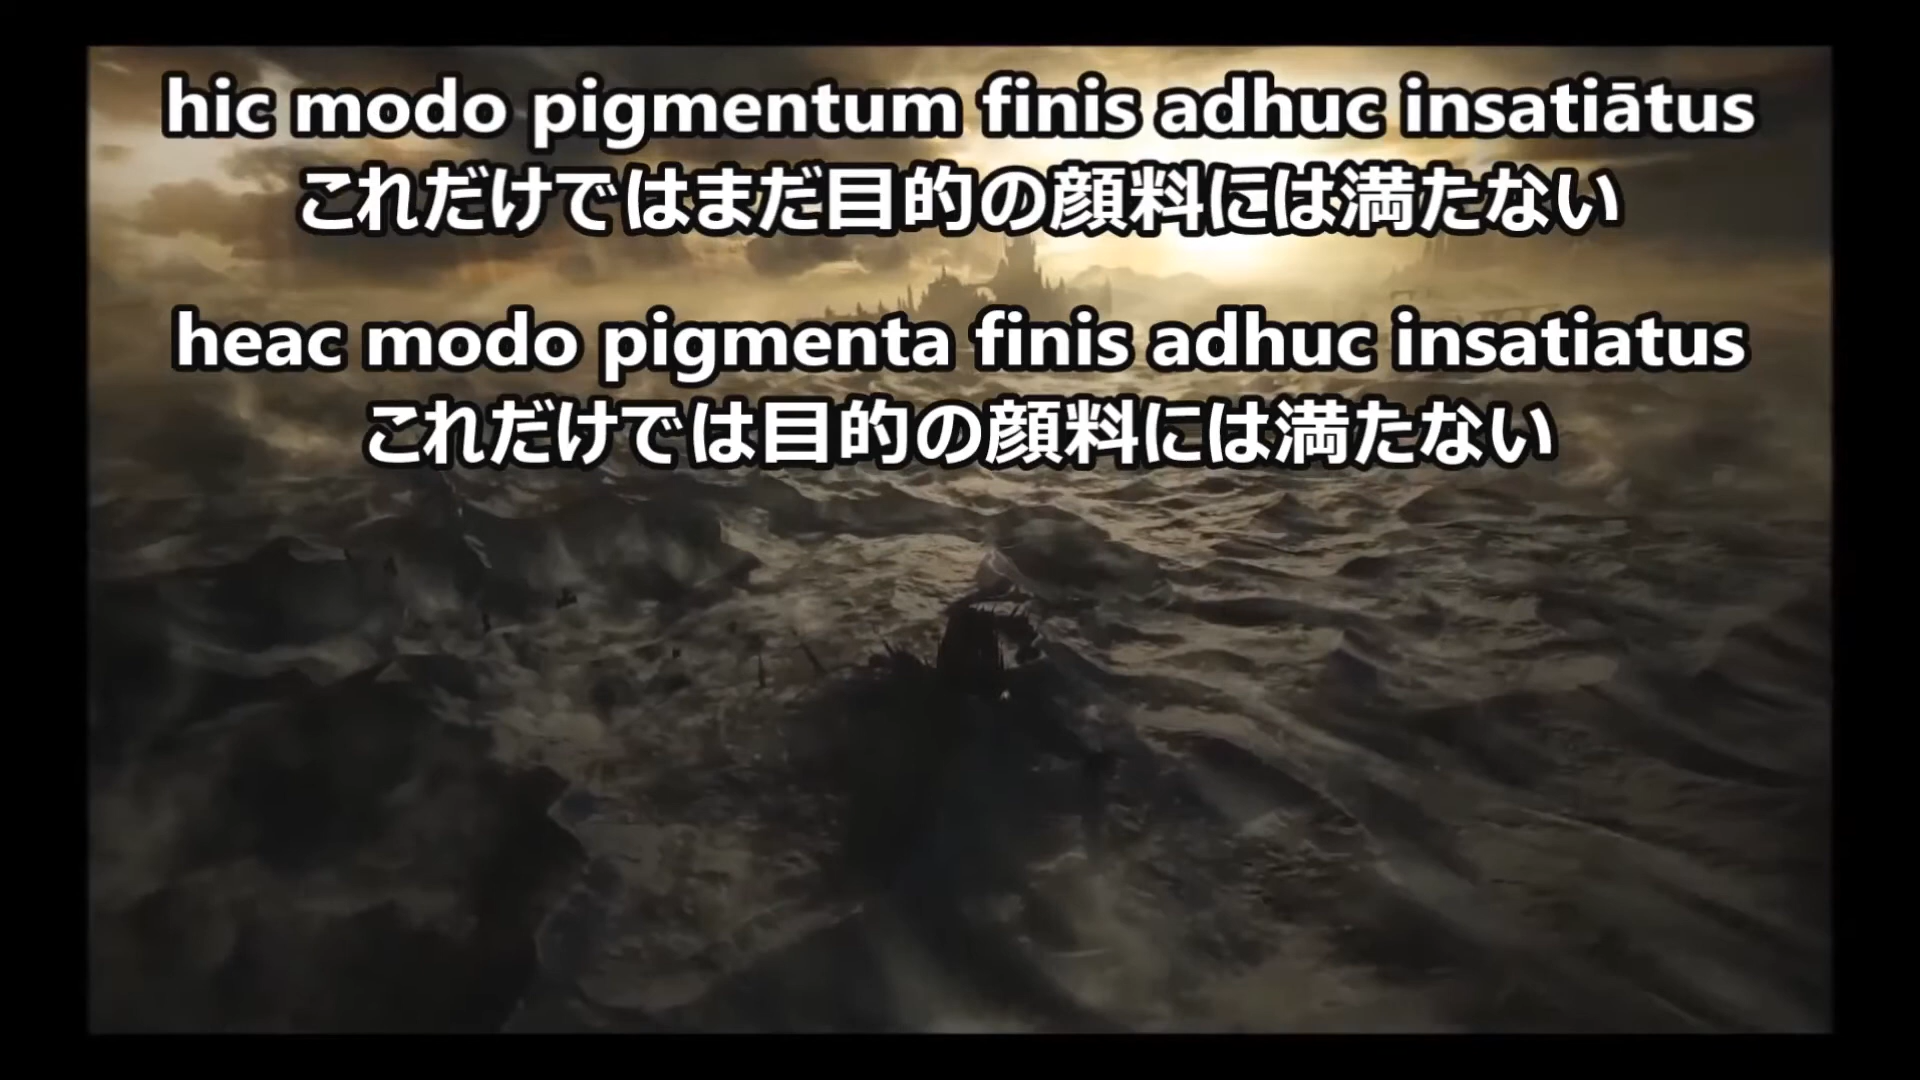 hic modo pigmentum finis adhuc insatiātus
これだけではまだ目的の顔料には満たない
heac modo pigmenta finis adhuc insatiatus
これだけでは目的の顔料には満たない